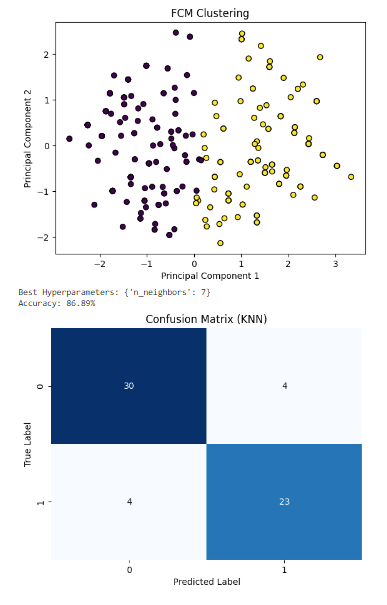 FCM Clustering
Principal Component 2
2
1
0
−1
−2
−2 −1 0 1 2 3
Principal Component 1
Best Hyperparameters: {'n_neighbors': 7}
Accuracy: 86.89%
Confusion Matrix (KNN)
True Label
0
30 4
1
4 23
0 1
Predicted Label